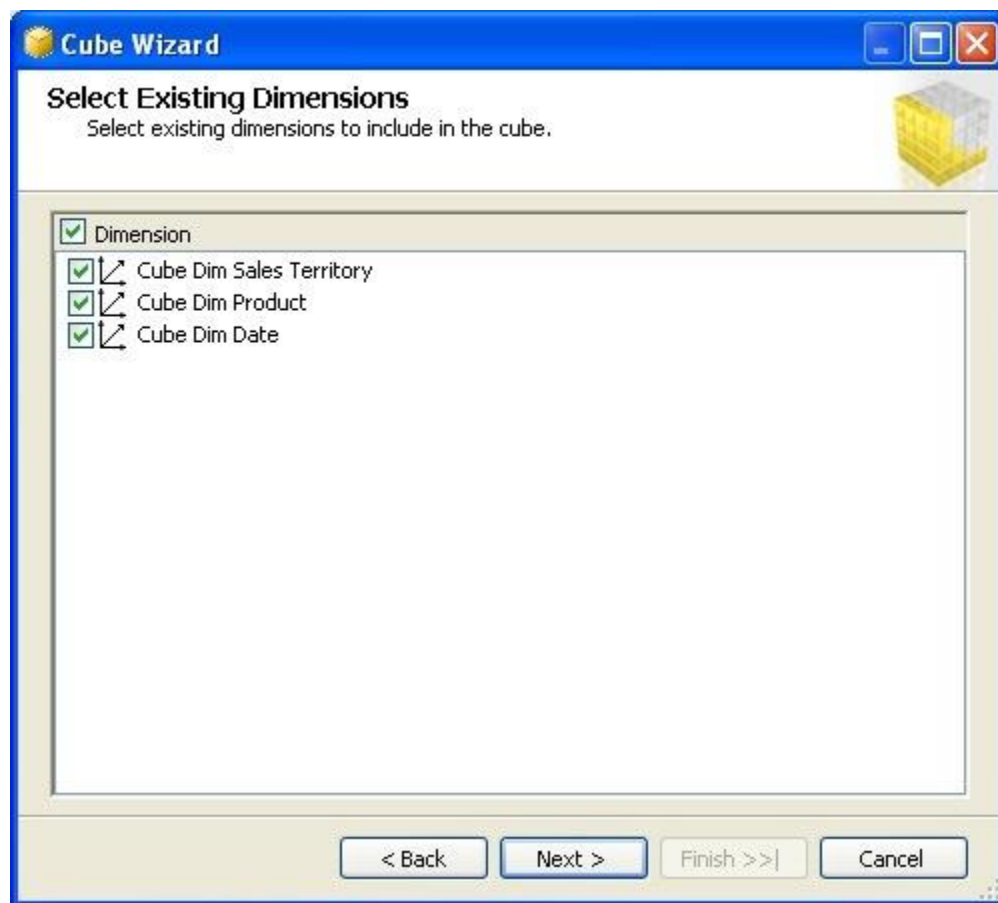 Cube Wizard
Select Existing Dimensions
Select existing dimensions to include in the cube.
Dimension
Cube Dim Sales Territory
Cube Dim Product
Cube Dim Date
< Back Next > Finish >>| Cancel